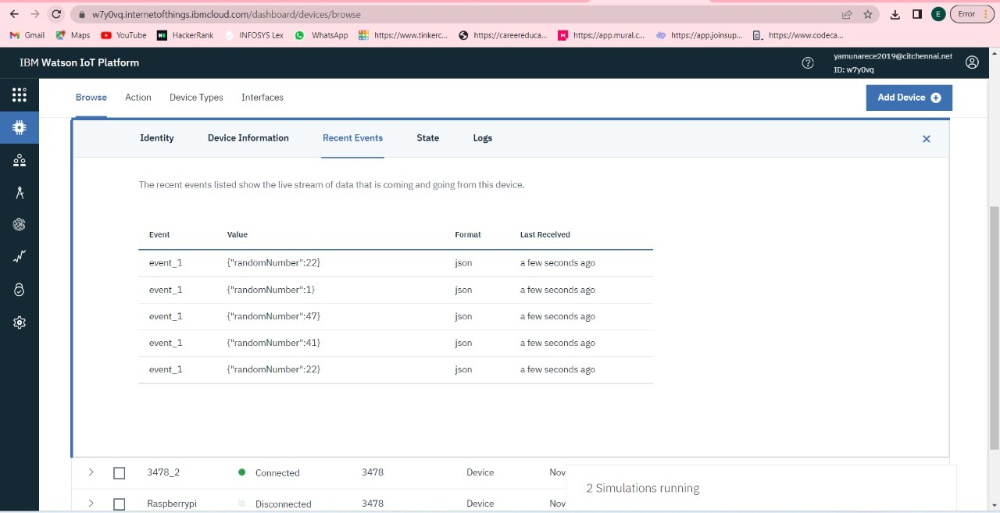 w7y0vq.internetofthings.ibmcloud.com/dashboard/devices/browse
E
Error
Gmail Maps YouTube HackerRank INFOSYS Lex WhatsApp https://www.tinkerc... https://careereduca... https://app.mural.c... https://app.joinsup... https://www.codeca...
IBM Watson IoT Platform
yamunarece2019@citchennai.net
ID: w7y0vq
Browse Action Device Types Interfaces
Add Device
Identity Device Information Recent Events State Logs
The recent events listed show the live stream of data that is coming and going from this device.
Event Value Format Last Received
event_1 {"randomNumber":22} json a few seconds ago
event_1 {"randomNumber":1} json a few seconds ago
event_1 {"randomNumber":47} json a few seconds ago
event_1 {"randomNumber":41} json a few seconds ago
event_1 {"randomNumber":22} json a few seconds ago
3478_2 Connected 3478 Device Nov
2 Simulations running
Raspberrypi Disconnected 3478 Device Nov